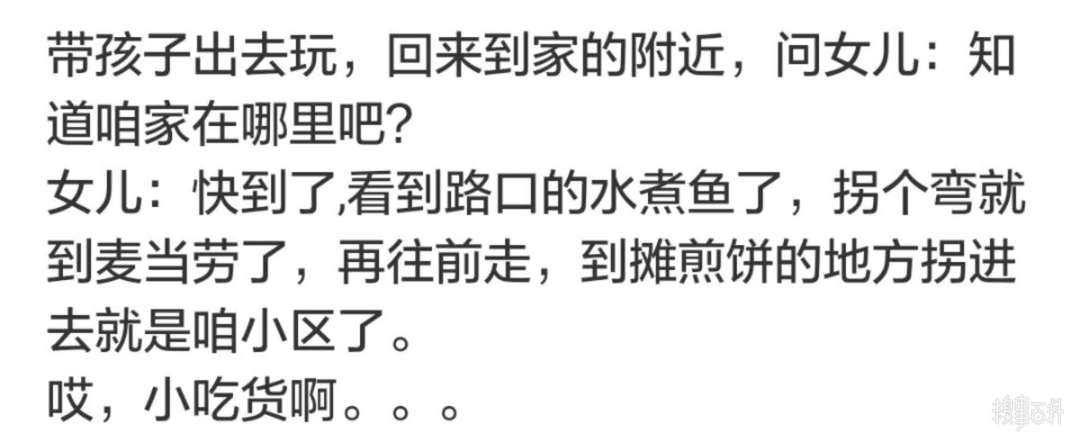 带孩子出去玩，回来到家的附近，问女儿：知
道咱家在哪里吧？
女儿：快到了,看到路口的水煮鱼了，拐个弯就
到麦当劳了，再往前走，到摊煎饼的地方拐进
去就是咱小区了。
哎，小吃货啊。。。